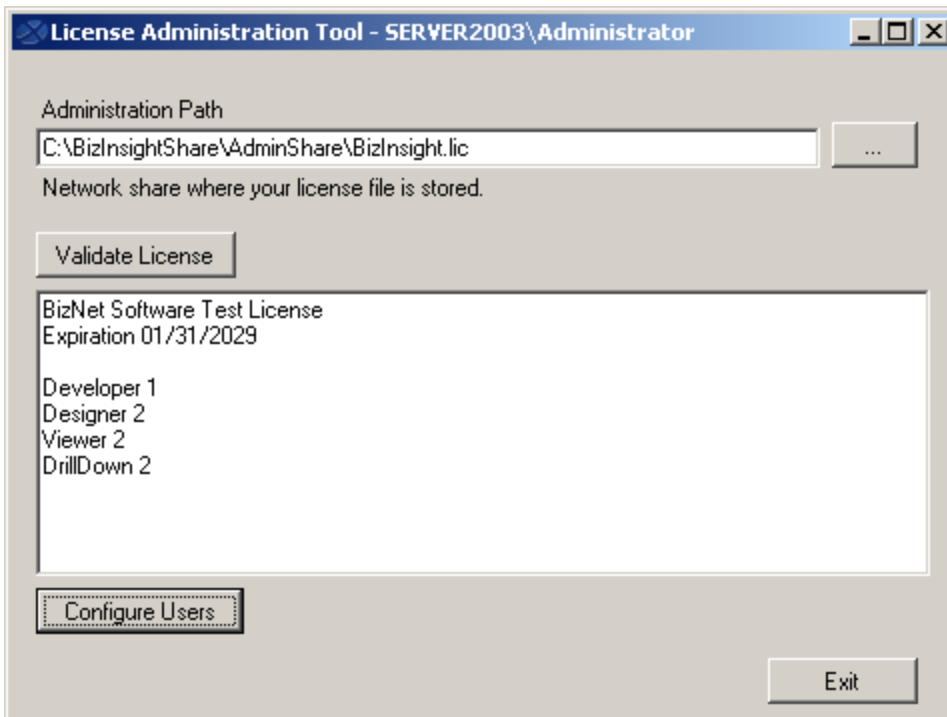 License Administration Tool - SERVER2003\Administrator
Administration Path
C:\BizInsightShare\AdminShare\BizInsight.lic
...
Network share where your license file is stored.
Validate License
BizNet Software Test License
Expiration 01/31/2029
Developer 1
Designer 2
Viewer 2
DrillDown 2
Configure Users
Exit